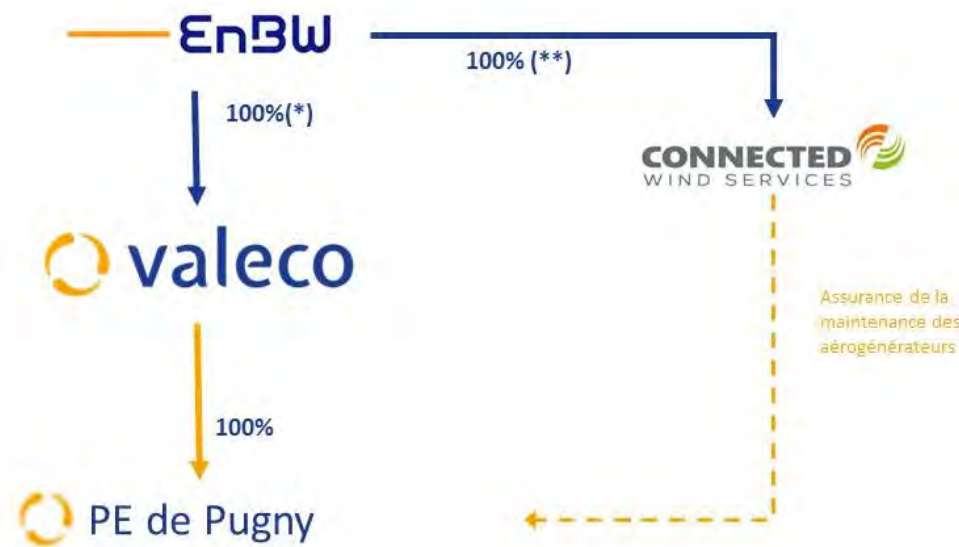 EnBW
100% (**)
100%(*)
CONNECTED
WIND SERVICES
valeco
Assurance de la
maintenance des
aérogénérateurs
100%
PE de Pugny